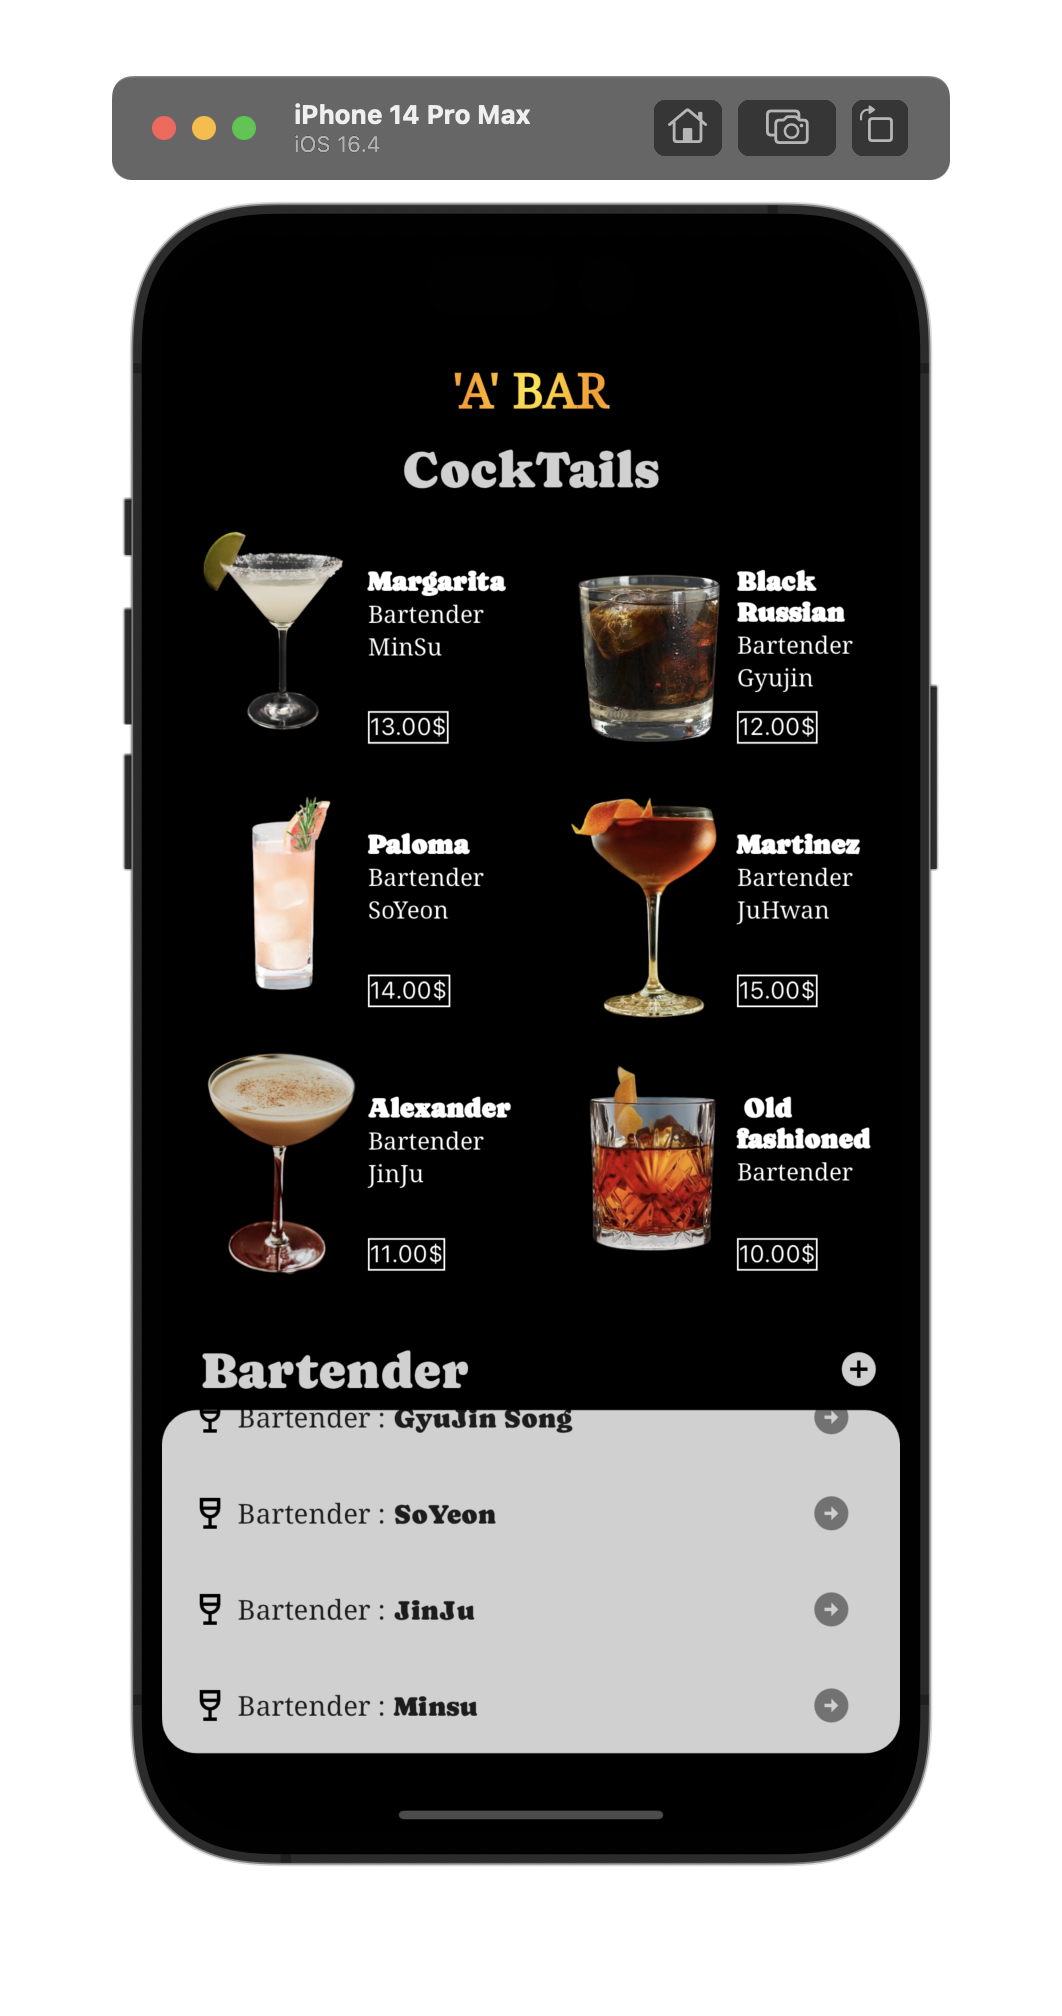 iPhone 14 Pro Max
iOS 16.4
'A' BAR
CockTails
Margarita
Bartender
MinSu
13.00$
Black
Russian
Bartender
Gyujin
12.00$
Paloma
Bartender
SoYeon
14.00$
Martinez
Bartender
JuHwan
15.00$
Alexander
Bartender
JinJu
11.00$
Old
fashioned
Bartender
10.00$
Bartender
Bartender : GyuJin Song
Bartender : SoYeon
Bartender : JinJu
Bartender : Minsu